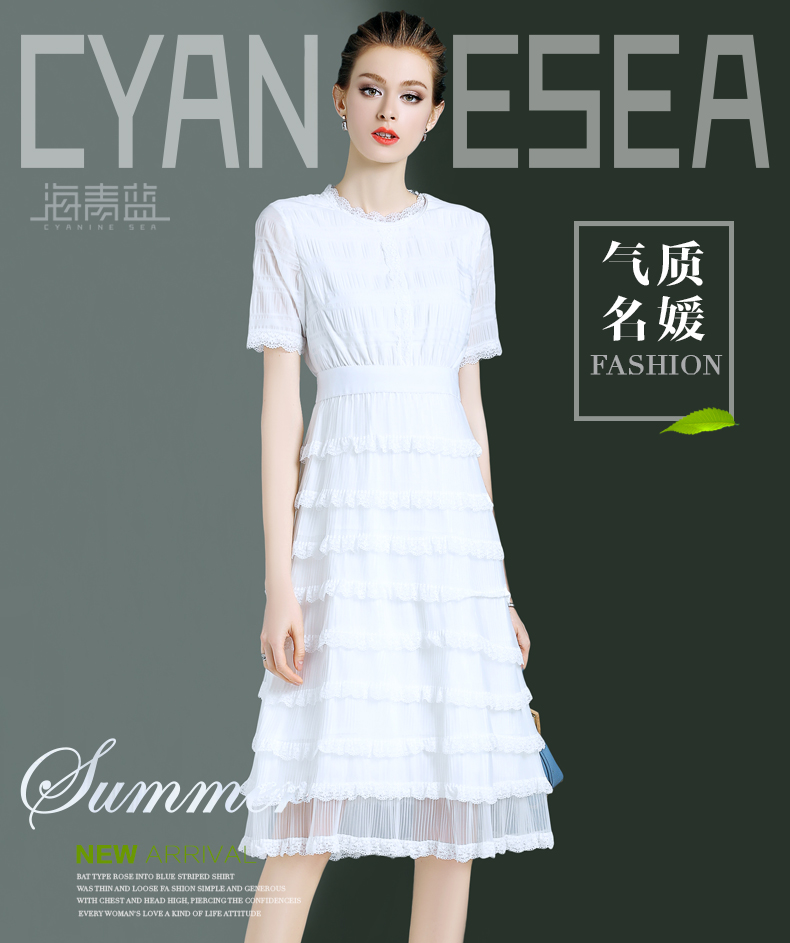 CYAN ESEA
海青蓝
CYANINE SEA
气质
名媛
FASHION
Summer
NEW ARRIVAL
BAT TYPE ROSE INTO BLUE STRIPED SHIRT
WAS THIN AND LOOSE FA SHION SIMPLE AND GENEROUS
WITH CHEST AND HEAD HIGH, PIERCING THE CONFIDENCEIS
EVERY WOMAN'S LOVE A KIND OF LIFE ATTITUDE